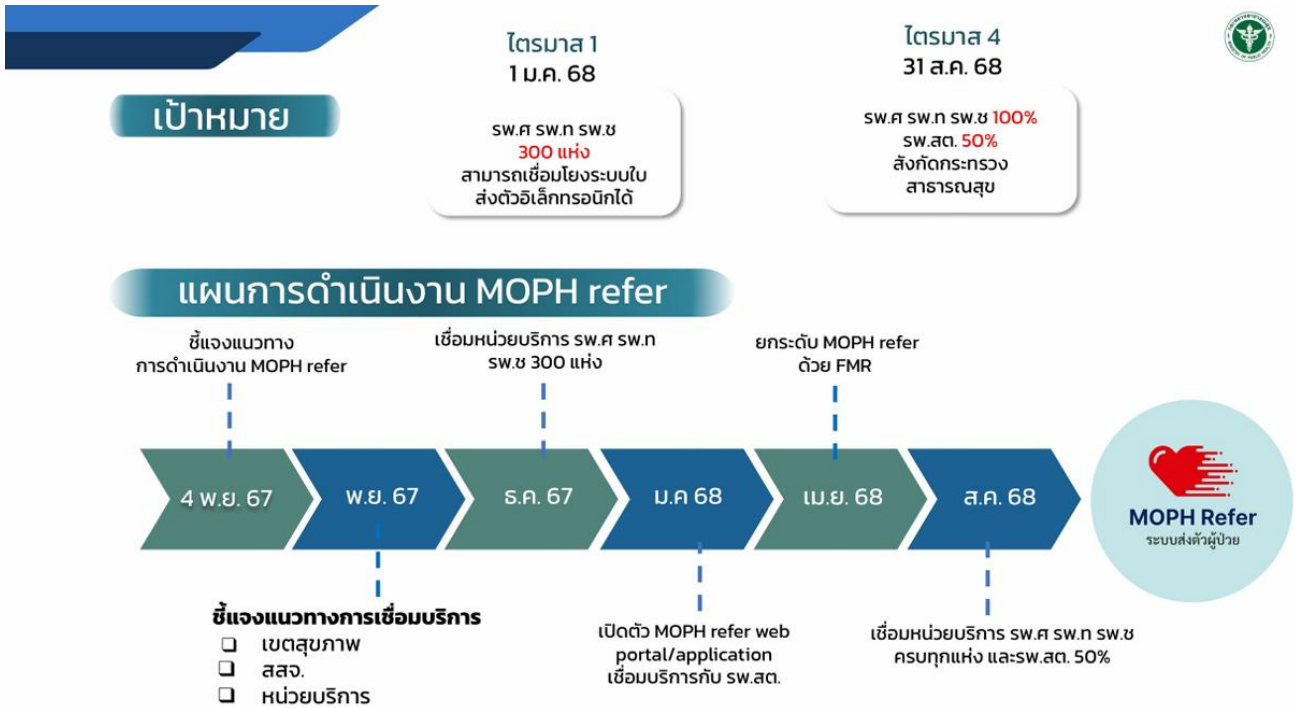 ไตรมาส 1
1 ม.ค. 68
ไตรมาส 4
31 ส.ค. 68
เป้าหมาย
รพ.ศ รพ.ท รพ.ช
300 แห่ง
สามารถเชื่อมโยงระบบใบ
ส่งตัวอิเล็กทรอนิกได้
รพ.ศ รพ.ท รพ.ช 100%
รพ.สต. 50%
สังกัดกระทรวง
สาธารณสุข
แผนการดำเนินงาน MOPH refer
ชี้แจงแนวทาง
การดำเนินงาน MOPH refer
เชื่อมหน่วยบริการ รพ.ศ รพ.ท
รพ.ช 300 แห่ง
ยกระดับ MOPH refer
ด้วย FMR
4 พ.ย. 67
พ.ย. 67
ธ.ค. 67
ม.ค 68
เม.ย. 68
ส.ค. 68
MOPH Refer
ระบบส่งตัวผู้ป่วย
ชี้แจงแนวทางการเชื่อมบริการ
เขตสุขภาพ
สสจ.
หน่วยบริการ
เปิดตัว MOPH refer web
portal/application
เชื่อมบริการกับ รพ.สต.
เชื่อมหน่วยบริการ รพ.ศ รพ.ท รพ.ช
ครบทุกแห่ง และรพ.สต. 50%